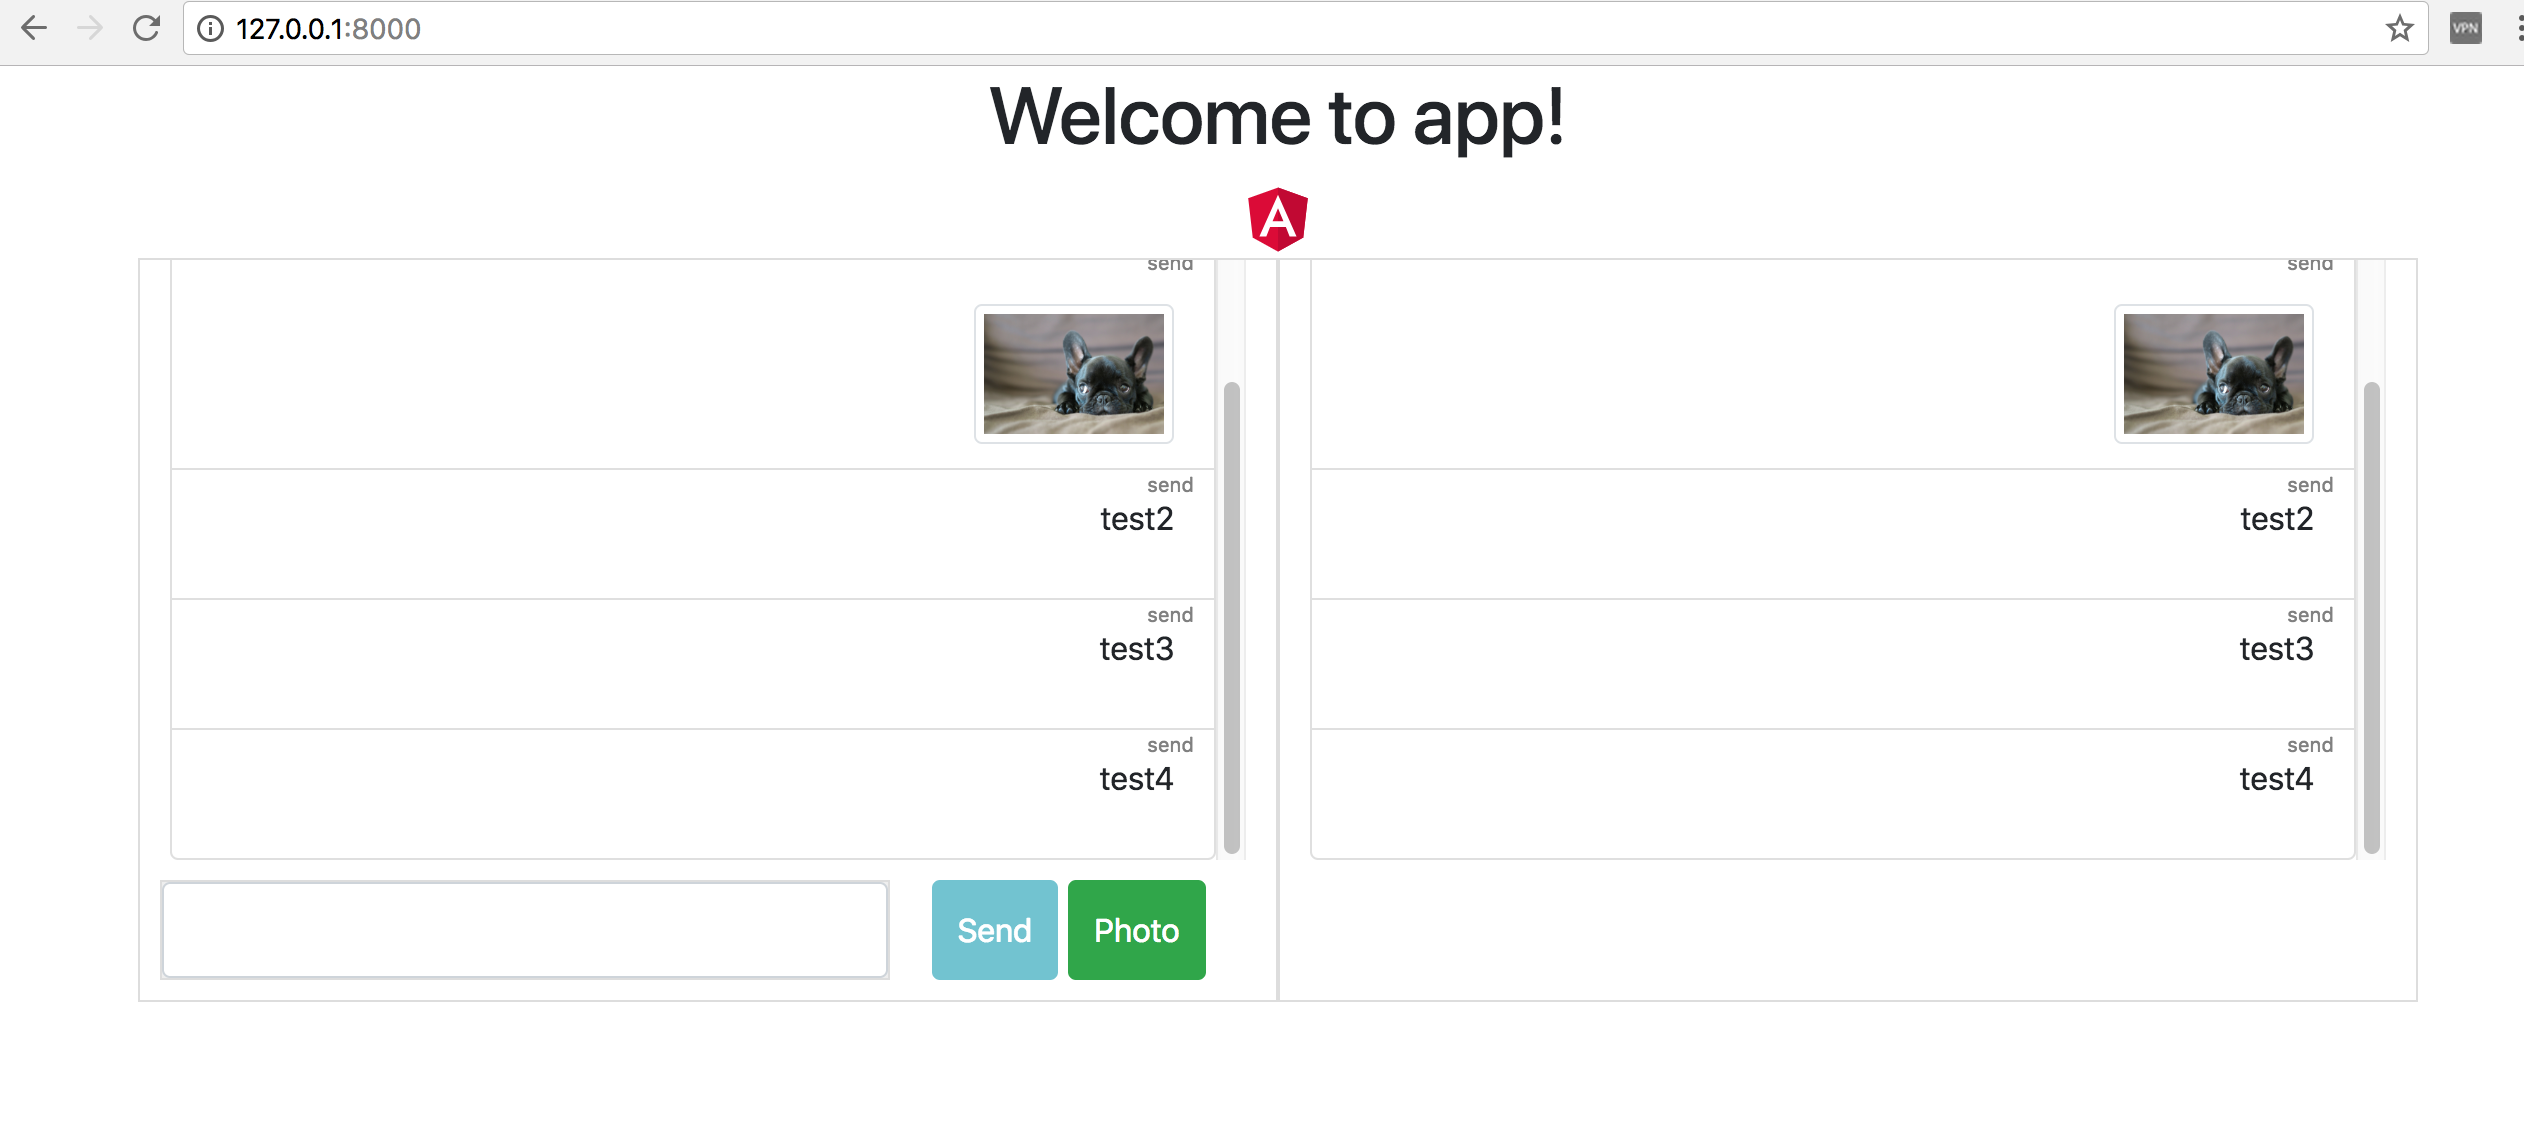 127.0.0.1:8000
VPN
Welcome to app!
send
send
test2
send
test3
send
test4
Send
Photo
send
send
test2
send
test3
send
test4